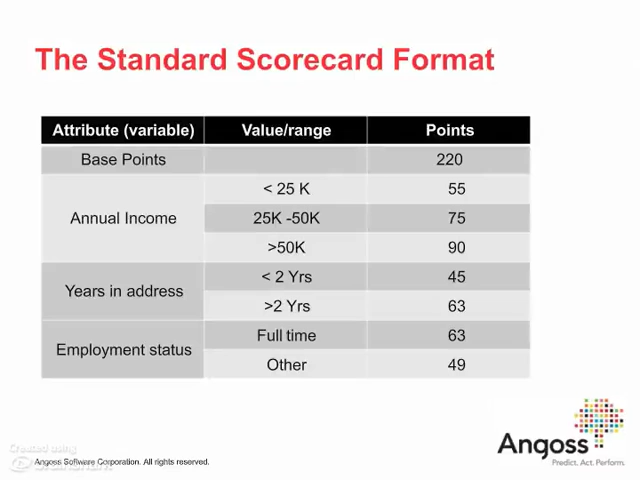 The Standard Scorecard Format
Attribute (variable) Value/range Points
Base Points 220
Annual Income
< 25 K 55
25K -50K 75
>50K 90
Years in address
< 2 Yrs 45
>2 Yrs 63
Employment status
Full time 63
Other 49
Angoss
Predict. Act. Perform.
Created using
Angoss Software Corporation. All rights reserved.